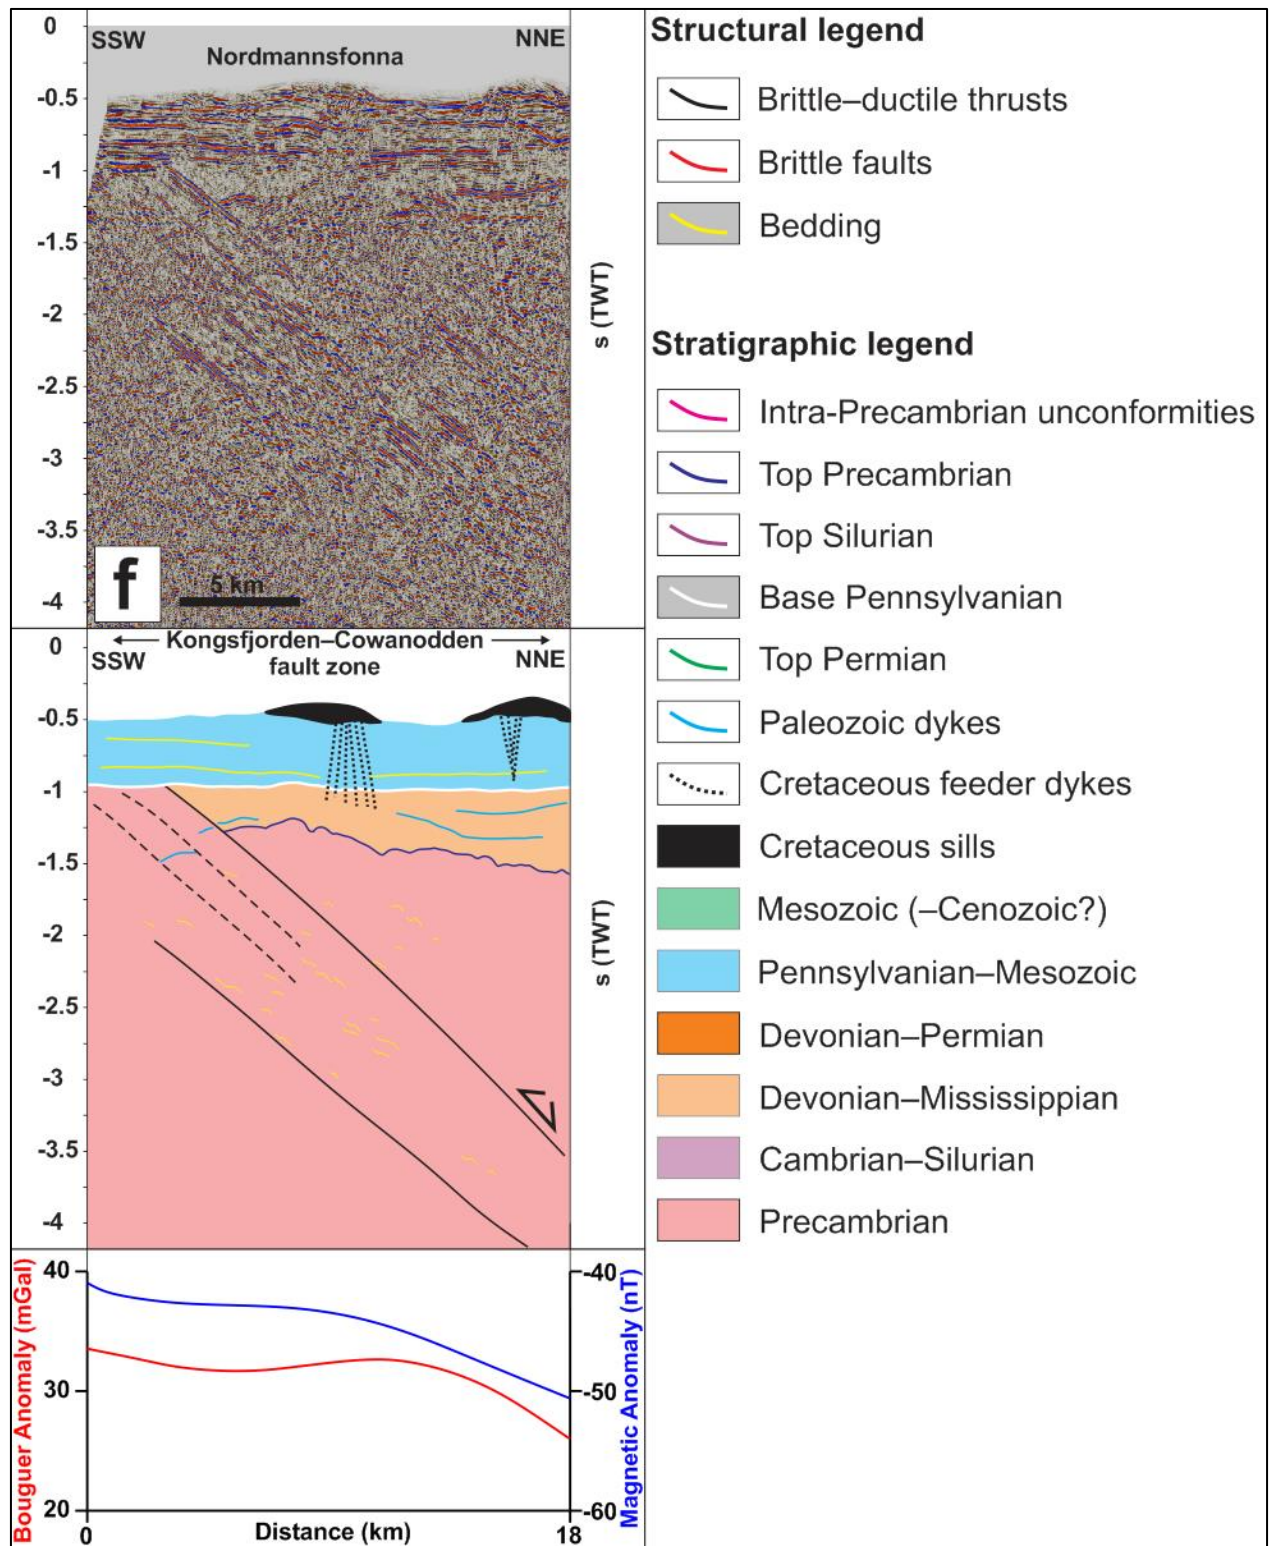 0
SSW
NNE
Nordmannsfonna
-0.5
-1
-1.5
-2
-2.5
-3
-3.5
-4
s (TWT)
f
5 km
Kongsfjorden–Cowanodden
fault zone
0
SSW
NNE
-0.5
-1
-1.5
-2
-2.5
-3
-3.5
-4
s (TWT)
Bouguer Anomaly (mGal)
40
30
20
-40
-50
-60
Magnetic Anomaly (nT)
0
Distance (km)
18
Structural legend
Brittle–ductile thrusts
Brittle faults
Bedding
Stratigraphic legend
Intra-Precambrian unconformities
Top Precambrian
Top Silurian
Base Pennsylvanian
Top Permian
Paleozoic dykes
Cretaceous feeder dykes
Cretaceous sills
Mesozoic (–Cenozoic?)
Pennsylvanian–Mesozoic
Devonian–Permian
Devonian–Mississippian
Cambrian–Silurian
Precambrian